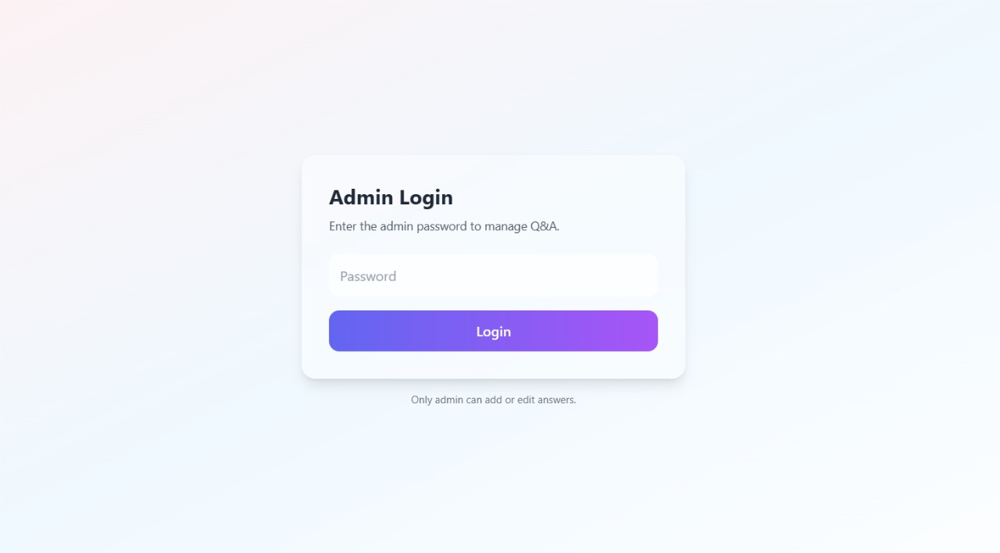 Admin Login
Enter the admin password to manage Q&A.
Password
Login
Only admin can add or edit answers.